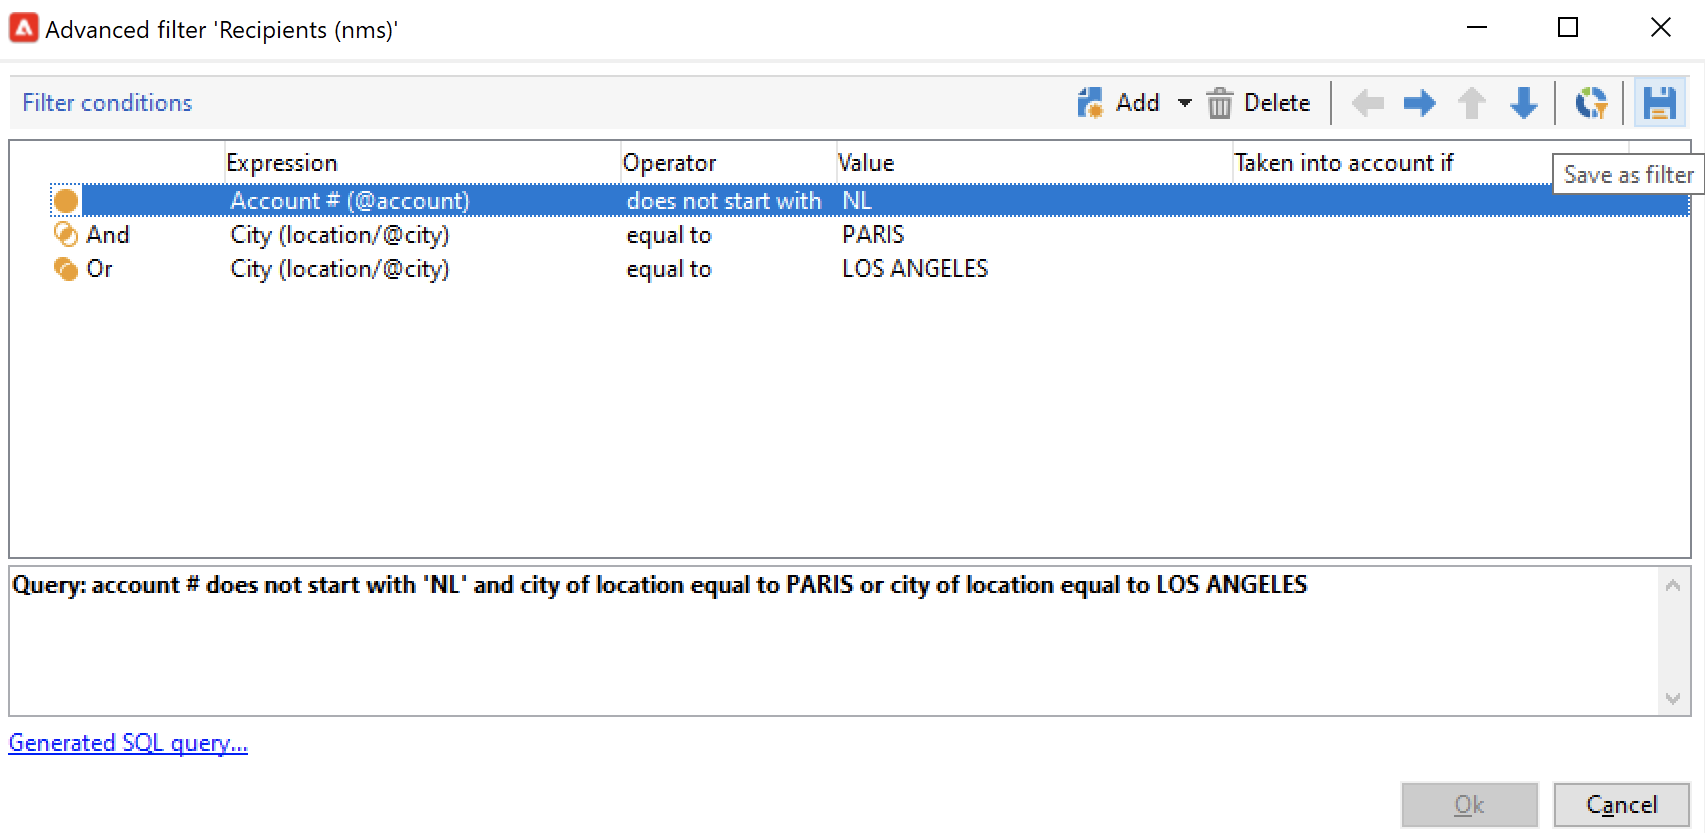 Advanced filter 'Recipients (nms)'
Filter conditions Add Delete
Expression Operator Value Taken into account if
Save as filter
Account # (@account) does not start with NL
And City (location/@city) equal to PARIS
Or City (location/@city) equal to LOS ANGELES
Query: account # does not start with 'NL' and city of location equal to PARIS or city of location equal to LOS ANGELES
Generated SQL query...
Ok Cancel